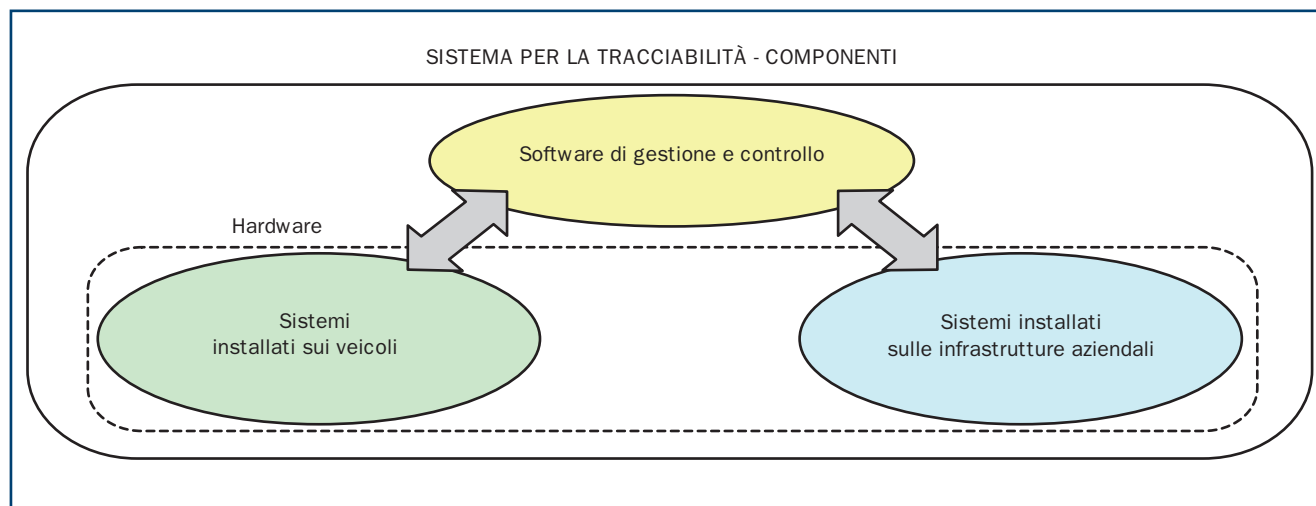 SISTEMA PER LA TRACCIABILITÀ - COMPONENTI
Software di gestione e controllo
Hardware
Sistemi
installati sui veicoli
Sistemi installati
sulle infrastrutture aziendali